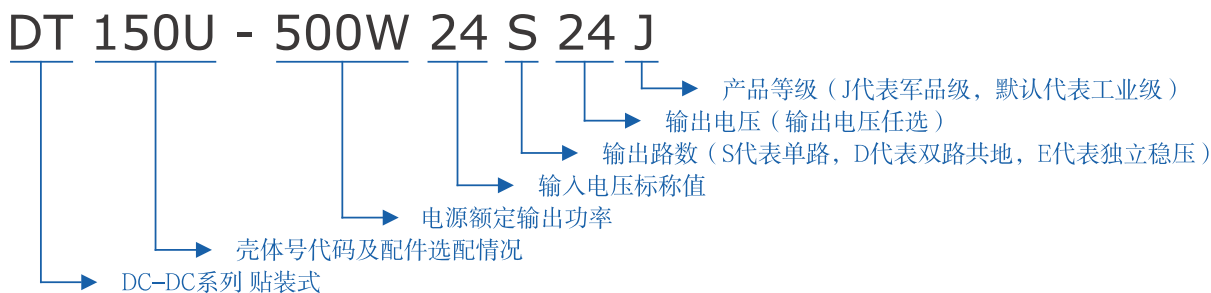 DT 150U - 500W 24 S 24 J
产品等级（J代表军品级，默认代表工业级）
输出电压（输出电压任选）
输出路数（S代表单路，D代表双路共地，E代表独立稳压）
输入电压标称值
电源额定输出功率
壳体号代码及配件选配情况
DC-DC系列 贴装式